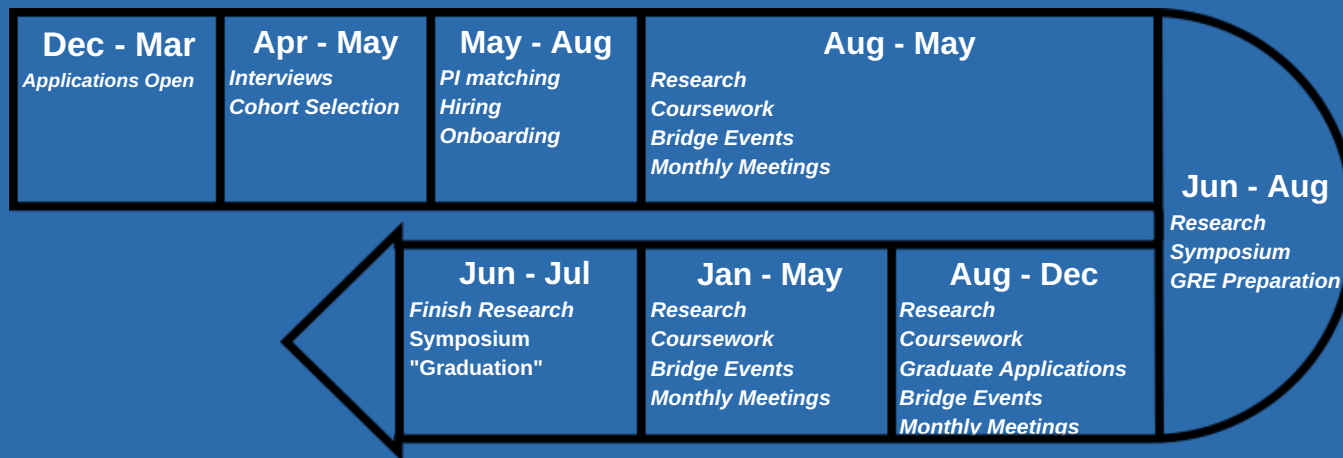 Dec - Mar
Applications Open
Apr - May
Interviews
Cohort Selection
May - Aug
PI matching
Hiring
Onboarding
Aug - May
Research
Coursework
Bridge Events
Monthly Meetings
Jun - Aug
Research
Symposium
GRE Preparation
Aug - Dec
Research
Coursework
Graduate Applications
Bridge Events
Monthly Meetings
Jan - May
Research
Coursework
Bridge Events
Monthly Meetings
Jun - Jul
Finish Research
Symposium
"Graduation"